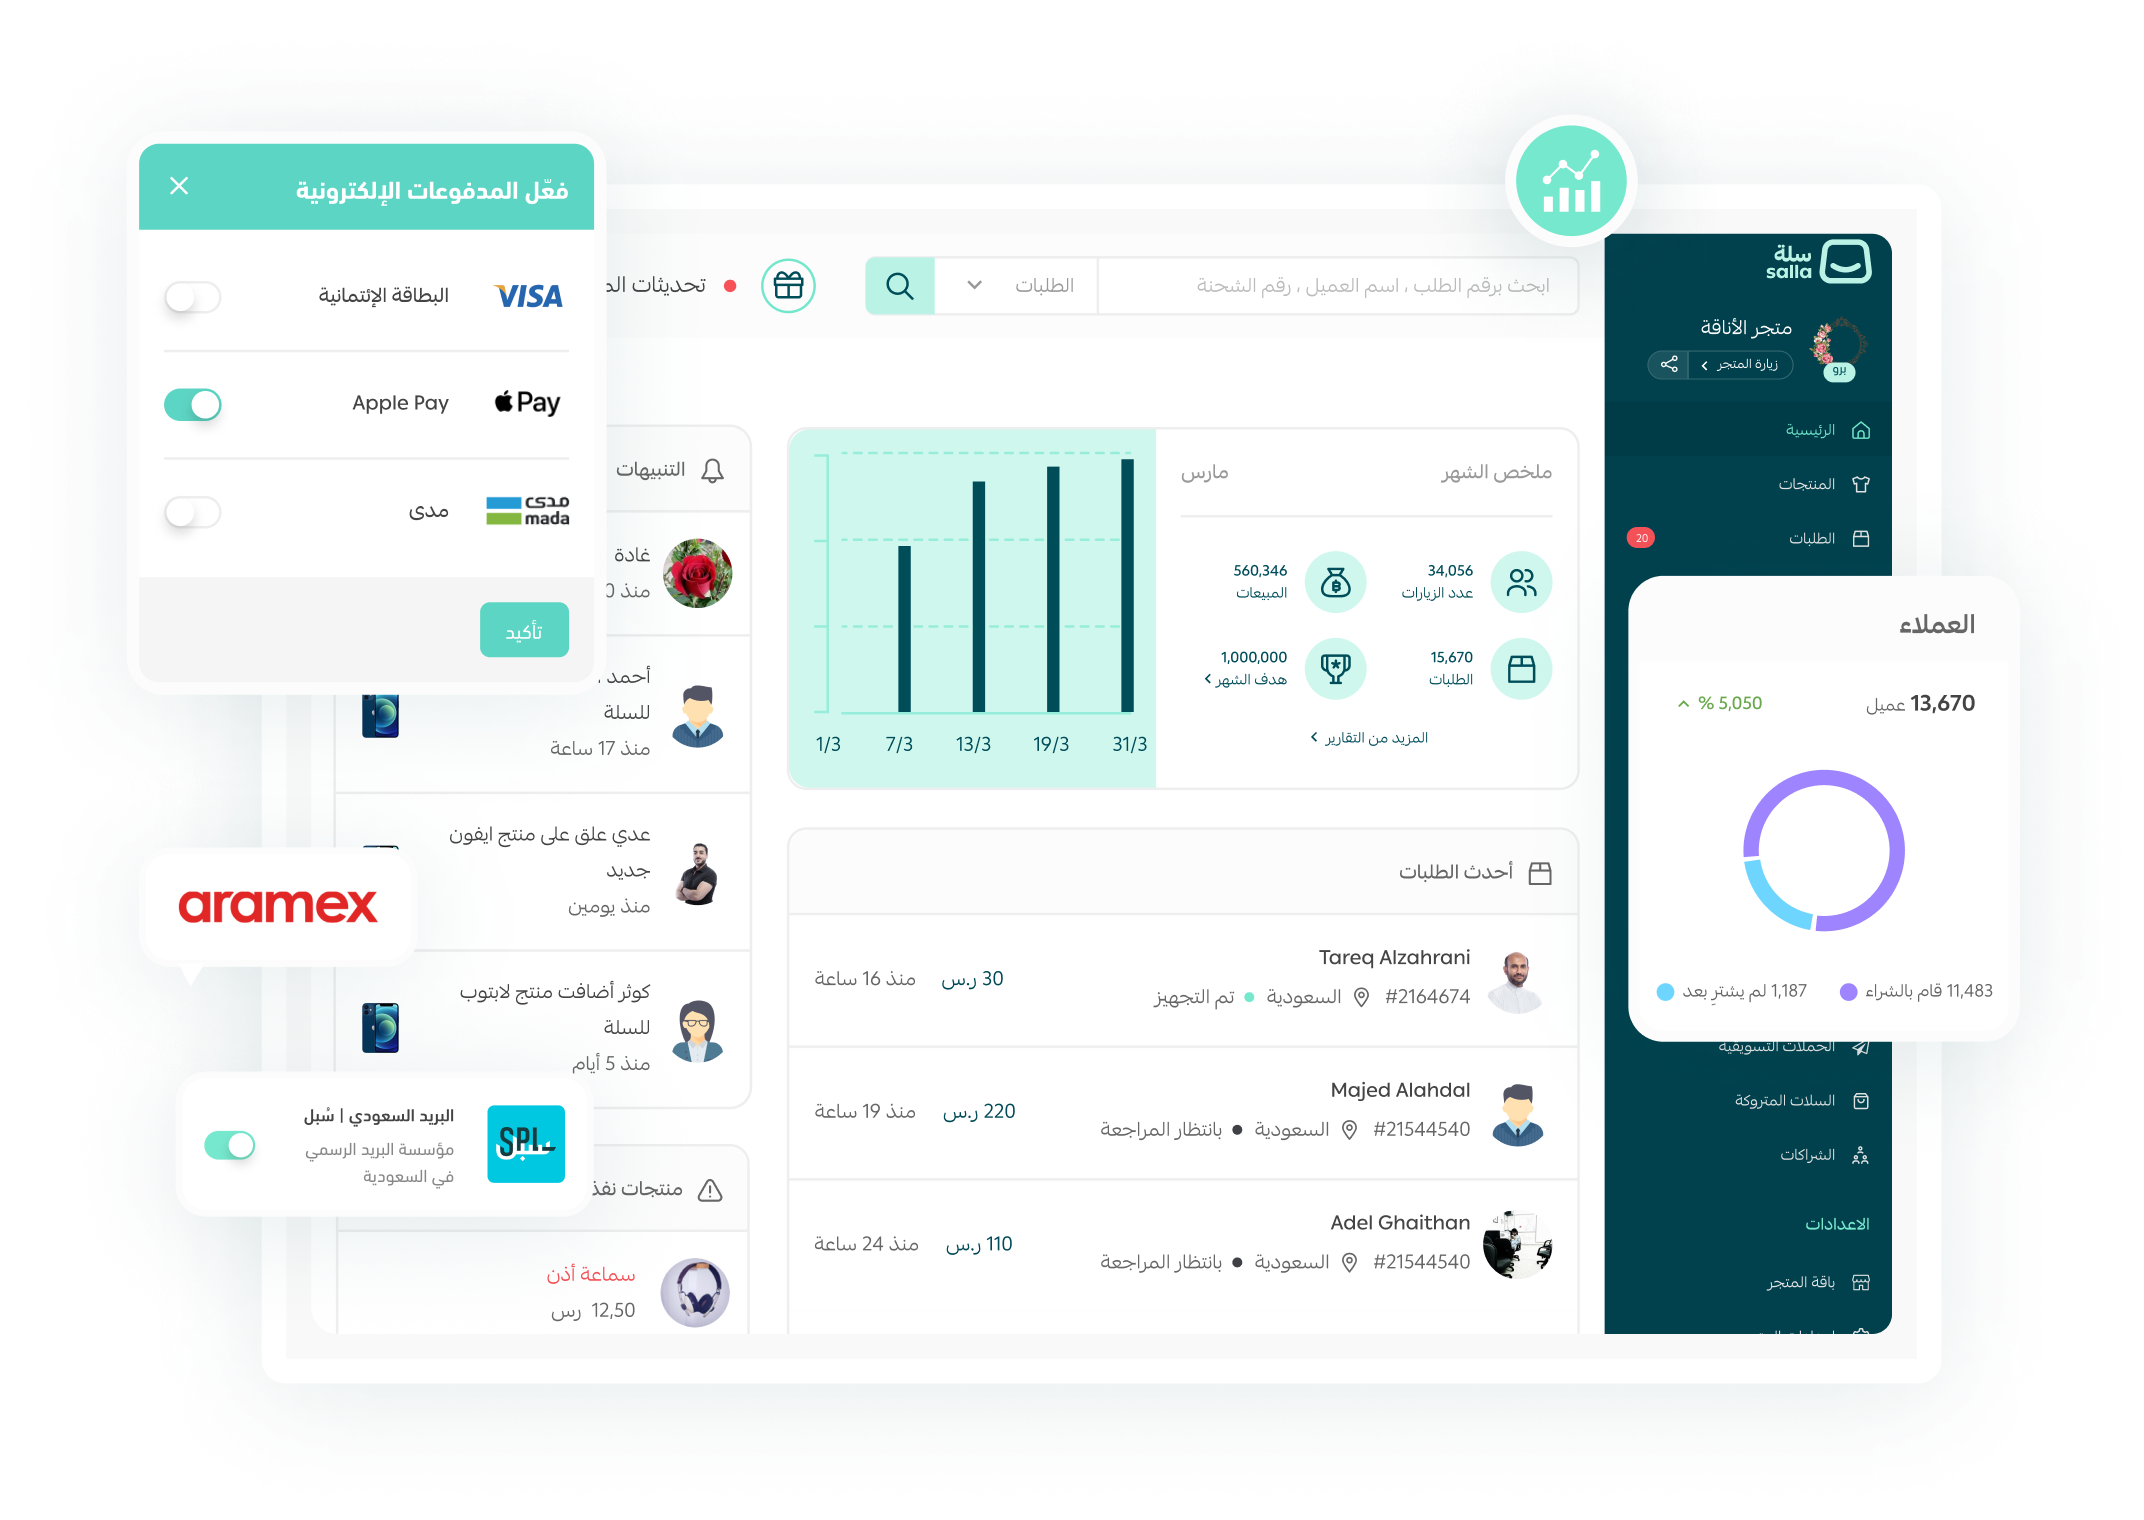 سلة
salla
متجر الأناقة
زيارة المتجر
برو
الرئيسية
المنتجات
الطلبات
20
العملاء
13,670 عميل
% 5,050
11,483 قام بالشراء
1,187 لم يشترِ بعد
الحملات التسويقية
السلات المتروكة
الشراكات
الاعدادات
باقة المتجر
ابحث برقم الطلب ، اسم العميل ، رقم الشحنة
الطلبات
تحديثات
ملخص الشهر
مارس
34,056
عدد الزيارات
560,346
المبيعات
15,670
الطلبات
1,000,000
هدف الشهر
المزيد من التقارير
1/3 7/3 13/3 19/3 31/3
أحدث الطلبات
Tareq Alzahrani
#2164674 السعودية تم التجهيز
30 ر.س
منذ 16 ساعة
Majed Alahdal
#21544540 السعودية بانتظار المراجعة
220 ر.س
منذ 19 ساعة
Adel Ghaithan
#21544540 السعودية بانتظار المراجعة
110 ر.س
منذ 24 ساعة
التنبيهات
غادة
منذ
أحمد
للسلة
منذ 17 ساعة
عدي علق على منتج ايفون
جديد
منذ يومين
كوثر أضافت منتج لابتوب
للسلة
منذ 5 أيام
منتجات
سماعة أذن
12,50 رس
فعّل المدفوعات الإلكترونية
VISA
البطاقة الإئتمانية
Pay
Apple Pay
مدى
mada
مدى
تأكيد
aramex
SPL
سبل
البريد السعودي | سُبل
مؤسسة البريد الرسمي
في السعودية